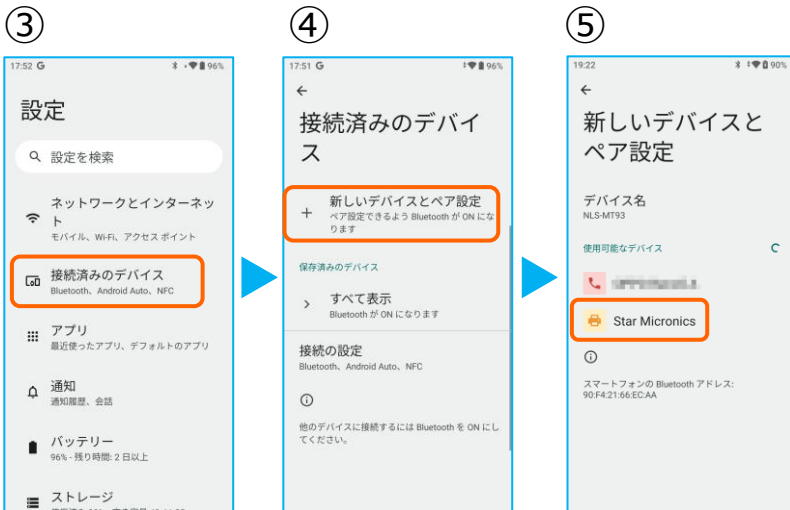 ③
17:52 G 96%
設定
設定を検索
ネットワークとインターネッ
ト
モバイル、Wi-Fi、アクセス ポイント
接続済みのデバイス
Bluetooth、Android Auto、NFC
アプリ
最近使ったアプリ、デフォルトのアプリ
通知
通知履歴、会話
バッテリー
96% - 残り時間: 2 日以上
ストレージ
④
17:51 G 96%
接続済みのデバイ
ス
新しいデバイスとペア設定
ペア設定できるよう Bluetooth が ON にな
ります
保存済みのデバイス
すべて表示
Bluetooth が ON になります
接続の設定
Bluetooth、Android Auto、NFC
他のデバイスに接続するには Bluetooth を ON にし
てください。
⑤
19:22 90%
新しいデバイスと
ペア設定
デバイス名
NLS-MT93
使用可能なデバイス
Star Micronics
スマートフォンの Bluetooth アドレス:
90:F4:21:66:EC:AA